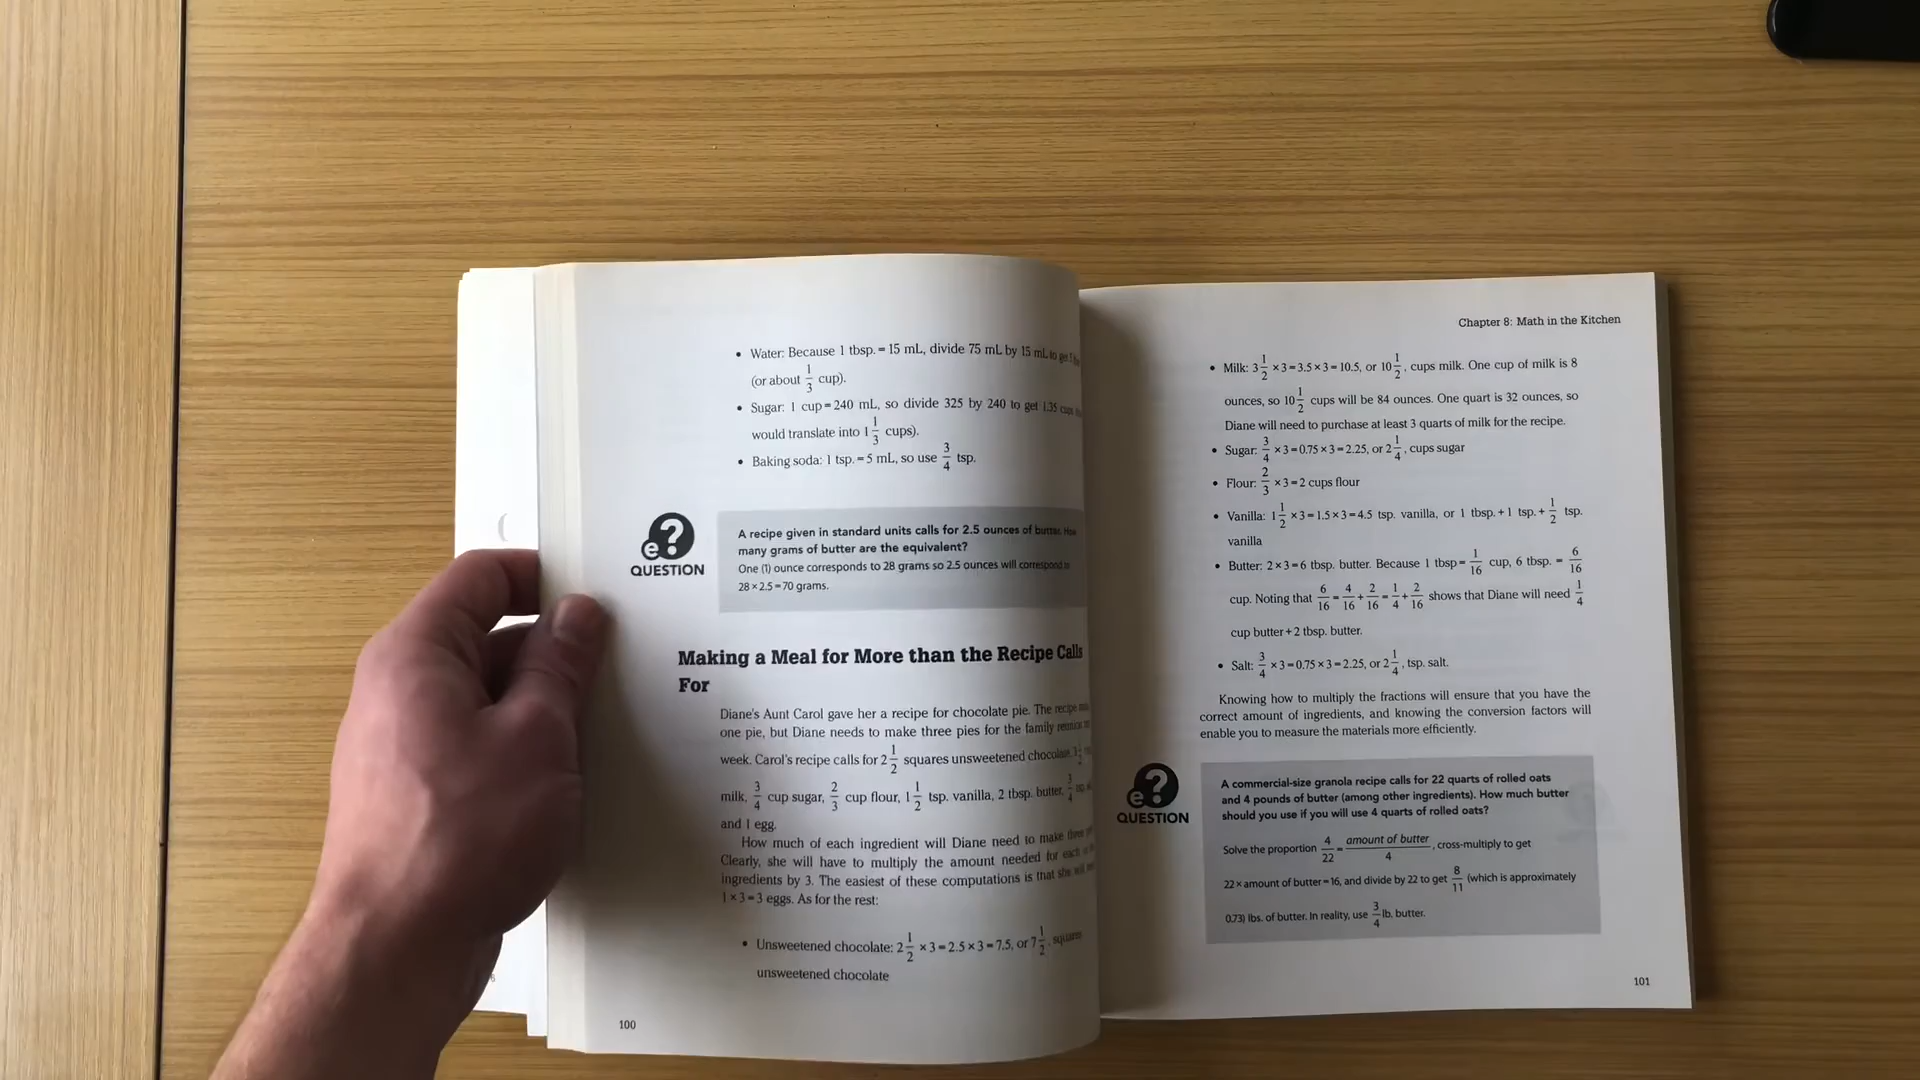 • Water: Because 1 tbsp. = 15 mL, divide 75 mL by 15 mL to get 5
(or about 1/3 cup).
• Sugar: 1 cup = 240 mL, so divide 325 by 240 to get 1.35 cups
would translate into 1 1/3 cups).
• Baking soda: 1 tsp. = 5 mL, so use 3/4 tsp.
e?
QUESTION
A recipe given in standard units calls for 2.5 ounces of butter. How
many grams of butter are the equivalent?
One (1) ounce corresponds to 28 grams so 2.5 ounces will correspond to
28 × 2.5 = 70 grams.
Making a Meal for More than the Recipe Calls
For
Diane's Aunt Carol gave her a recipe for chocolate pie. The recipe
one pie, but Diane needs to make three pies for the family reunion
week. Carol's recipe calls for 2 1/2 squares unsweetened chocolate, 3 1/2
milk, 3/4 cup sugar, 2/3 cup flour, 1 1/2 tsp. vanilla, 2 tbsp. butter, 3/4 tsp.
and 1 egg.
How much of each ingredient will Diane need to make three
Clearly, she will have to multiply the amount needed for each
ingredients by 3. The easiest of these computations is that she will
1 × 3 = 3 eggs. As for the rest:
• Unsweetened chocolate: 2 1/2 × 3 = 2.5 × 3 = 7.5, or 7 1/2, squares
unsweetened chocolate
100
Chapter 8: Math in the Kitchen
• Milk: 3 1/2 × 3 = 3.5 × 3 = 10.5, or 10 1/2, cups milk. One cup of milk is 8
ounces, so 10 1/2 cups will be 84 ounces. One quart is 32 ounces, so
Diane will need to purchase at least 3 quarts of milk for the recipe.
• Sugar: 3/4 × 3 = 0.75 × 3 = 2.25, or 2 1/4, cups sugar
• Flour: 2/3 × 3 = 2 cups flour
• Vanilla: 1 1/2 × 3 = 1.5 × 3 = 4.5 tsp. vanilla, or 1 tbsp. + 1 tsp. + 1/2 tsp.
vanilla
• Butter: 2 × 3 = 6 tbsp. butter. Because 1 tbsp = 1/16 cup, 6 tbsp. = 6/16
cup. Noting that 6/16 = 4/16 + 2/16 = 1/4 + 2/16 shows that Diane will need 1/4
cup butter + 2 tbsp. butter.
• Salt: 3/4 × 3 = 0.75 × 3 = 2.25, or 2 1/4, tsp. salt.
Knowing how to multiply the fractions will ensure that you have the
correct amount of ingredients, and knowing the conversion factors will
enable you to measure the materials more efficiently.
e?
QUESTION
A commercial-size granola recipe calls for 22 quarts of rolled oats
and 4 pounds of butter (among other ingredients). How much butter
should you use if you will use 4 quarts of rolled oats?
Solve the proportion 4/22 = amount of butter/4, cross-multiply to get
22 × amount of butter = 16, and divide by 22 to get 8/11 (which is approximately
0.73) lbs. of butter. In reality, use 3/4 lb. butter.
101